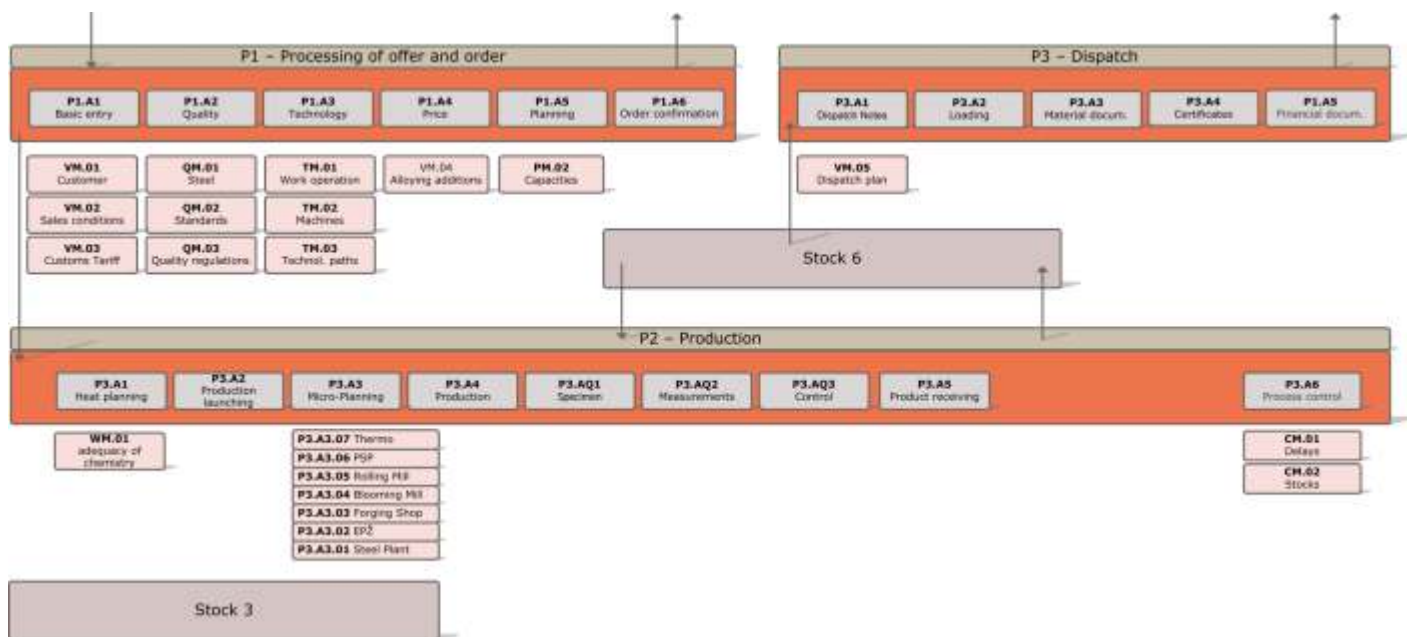 P1 – Processing of offer and order
P1.A1
Basic entry
P1.A2
Quality
P1.A3
Technology
P1.A4
Price
P1.A5
Planning
P1.A6
Order confirmation
VM.01
Customer
QM.01
Steel
TM.01
Work operation
VM.04
Alloying additions
PM.02
Capacities
VM.02
Sales conditions
QM.02
Standards
TM.02
Machines
VM.03
Customs Tariff
QM.03
Quality regulations
TM.03
Technol. paths
P3 – Dispatch
P3.A1
Dispatch Notes
P3.A2
Loading
P3.A3
Material docum.
P3.A4
Certificates
P1.A5
Financial docum.
VM.05
Dispatch plan
Stock 6
P2 – Production
P3.A1
Heat planning
P3.A2
Production
launching
P3.A3
Micro-Planning
P3.A4
Production
P3.AQ1
Specimen
P3.AQ2
Measurements
P3.AQ3
Control
P3.A5
Product receiving
P3.A6
Process control
WM.01
adequacy of
chemistry
P3.A3.07 Thermo
P3.A3.06 PSP
P3.A3.05 Rolling Mill
P3.A3.04 Blooming Mill
P3.A3.03 Forging Shop
P3.A3.02 EPŽ
P3.A3.01 Steel Plant
CM.01
Delays
CM.02
Stocks
Stock 3